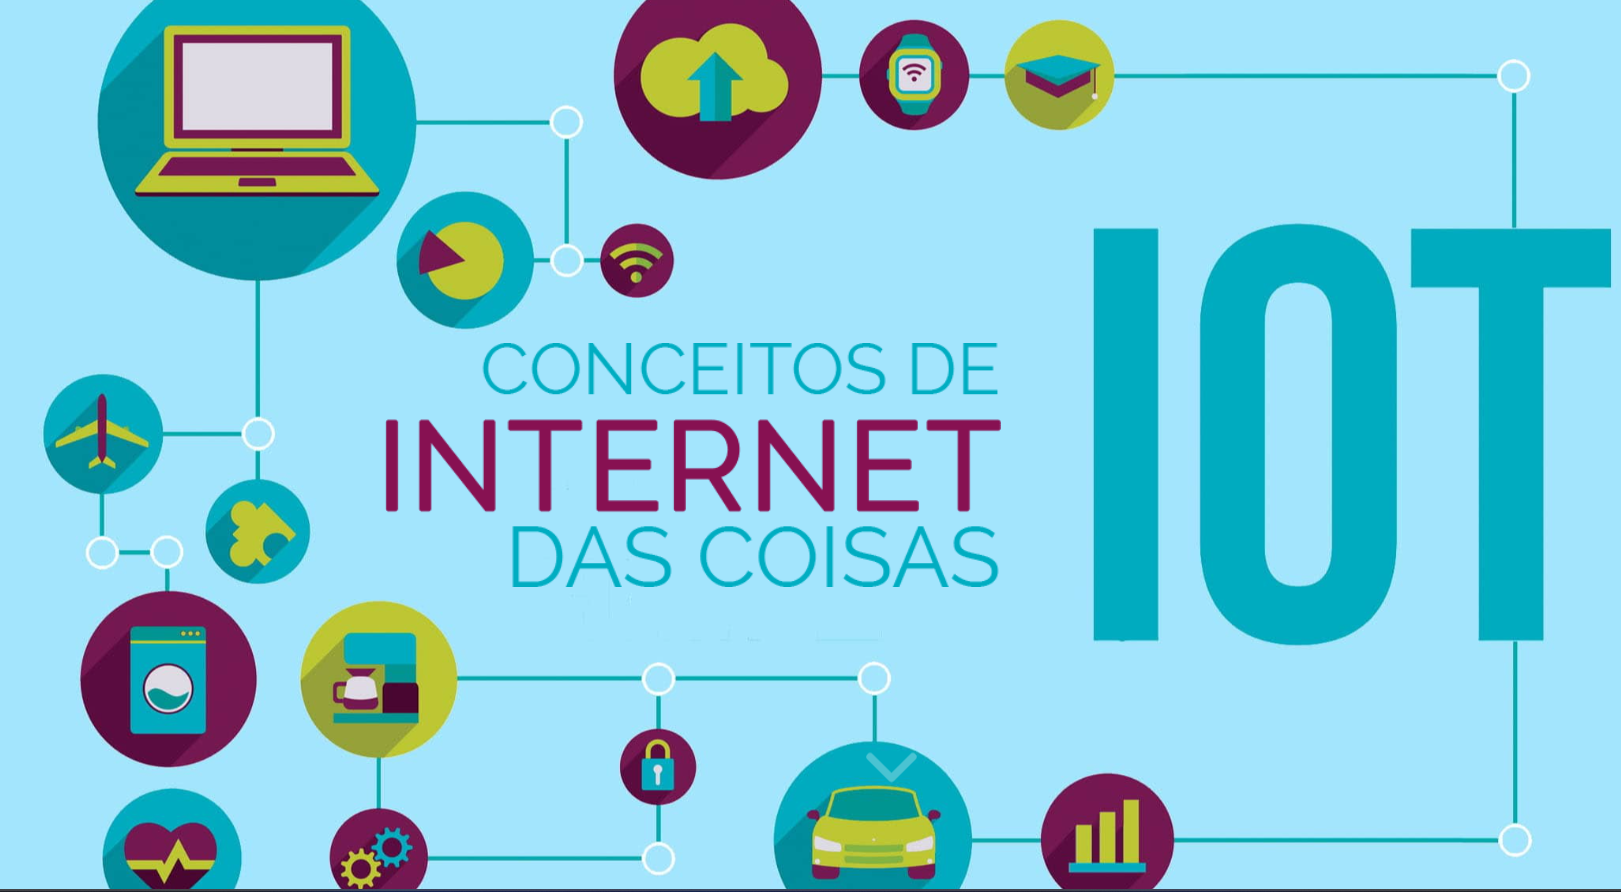 CONCEITOS DE
INTERNET
DAS COISAS
IOT